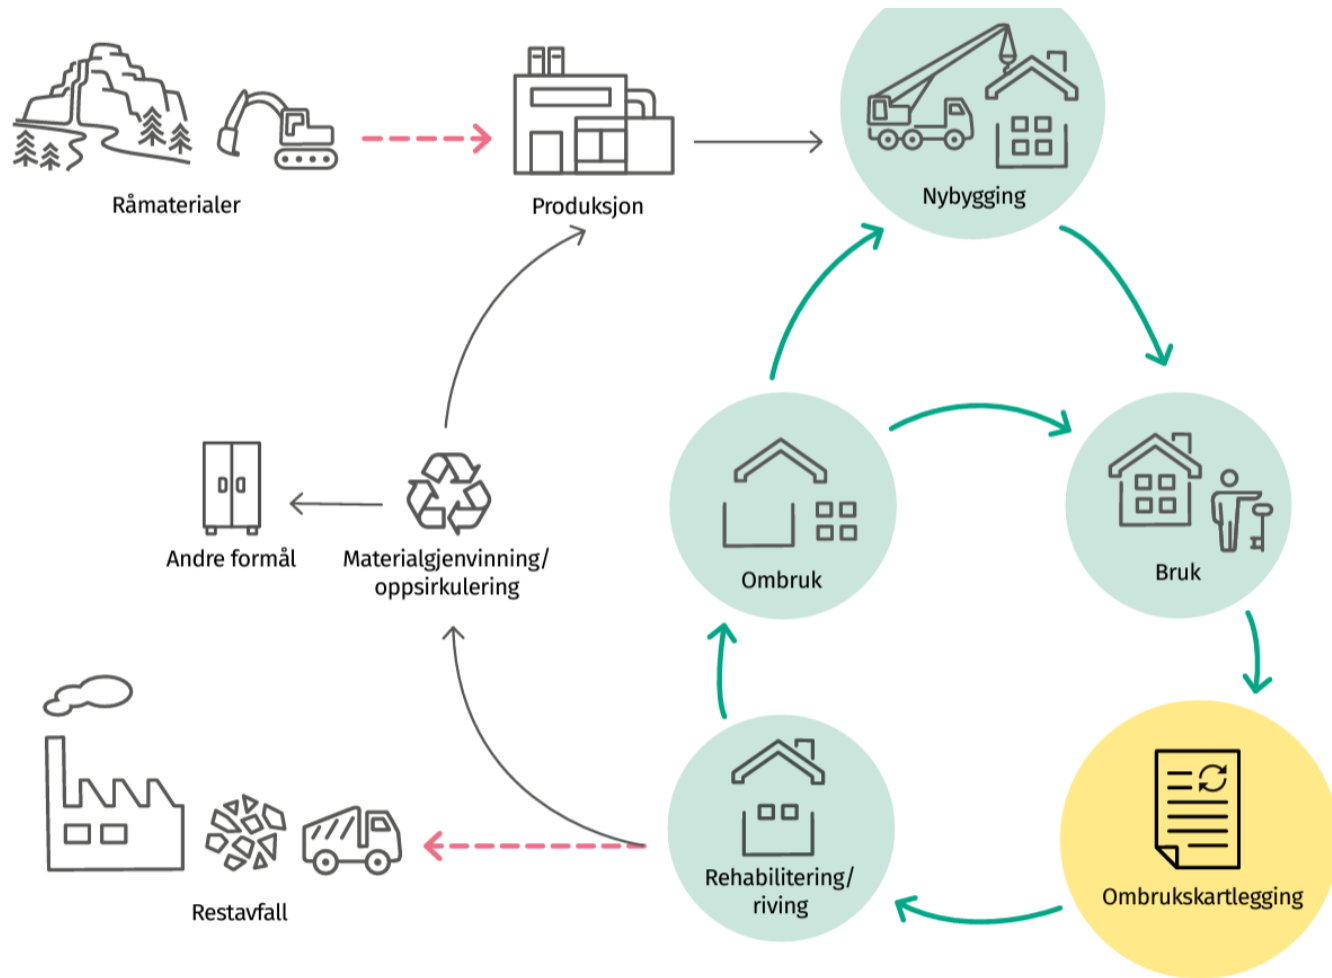 Råmaterialer
Produksjon
Nybygging
Andre formål
Materialgjenvinning/
oppsirkulering
Ombruk
Bruk
Restavfall
Rehabilitering/
riving
Ombrukskartlegging